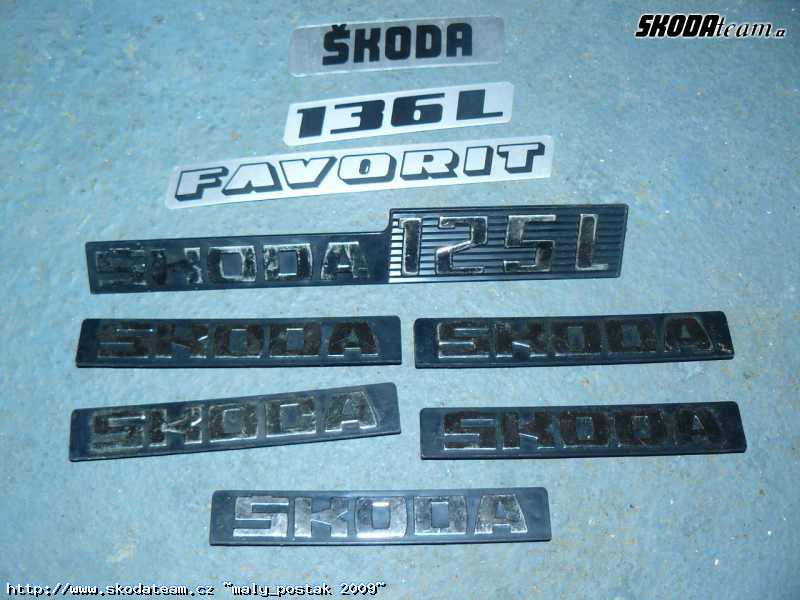 ŠKODA
SKODAteam.cz
136L
FAVORIT
SKODA 125L
SKODA
SKODA
SKODA
SKODA
SKODA
http://www.skodateam.cz ~maly_postak 2009~